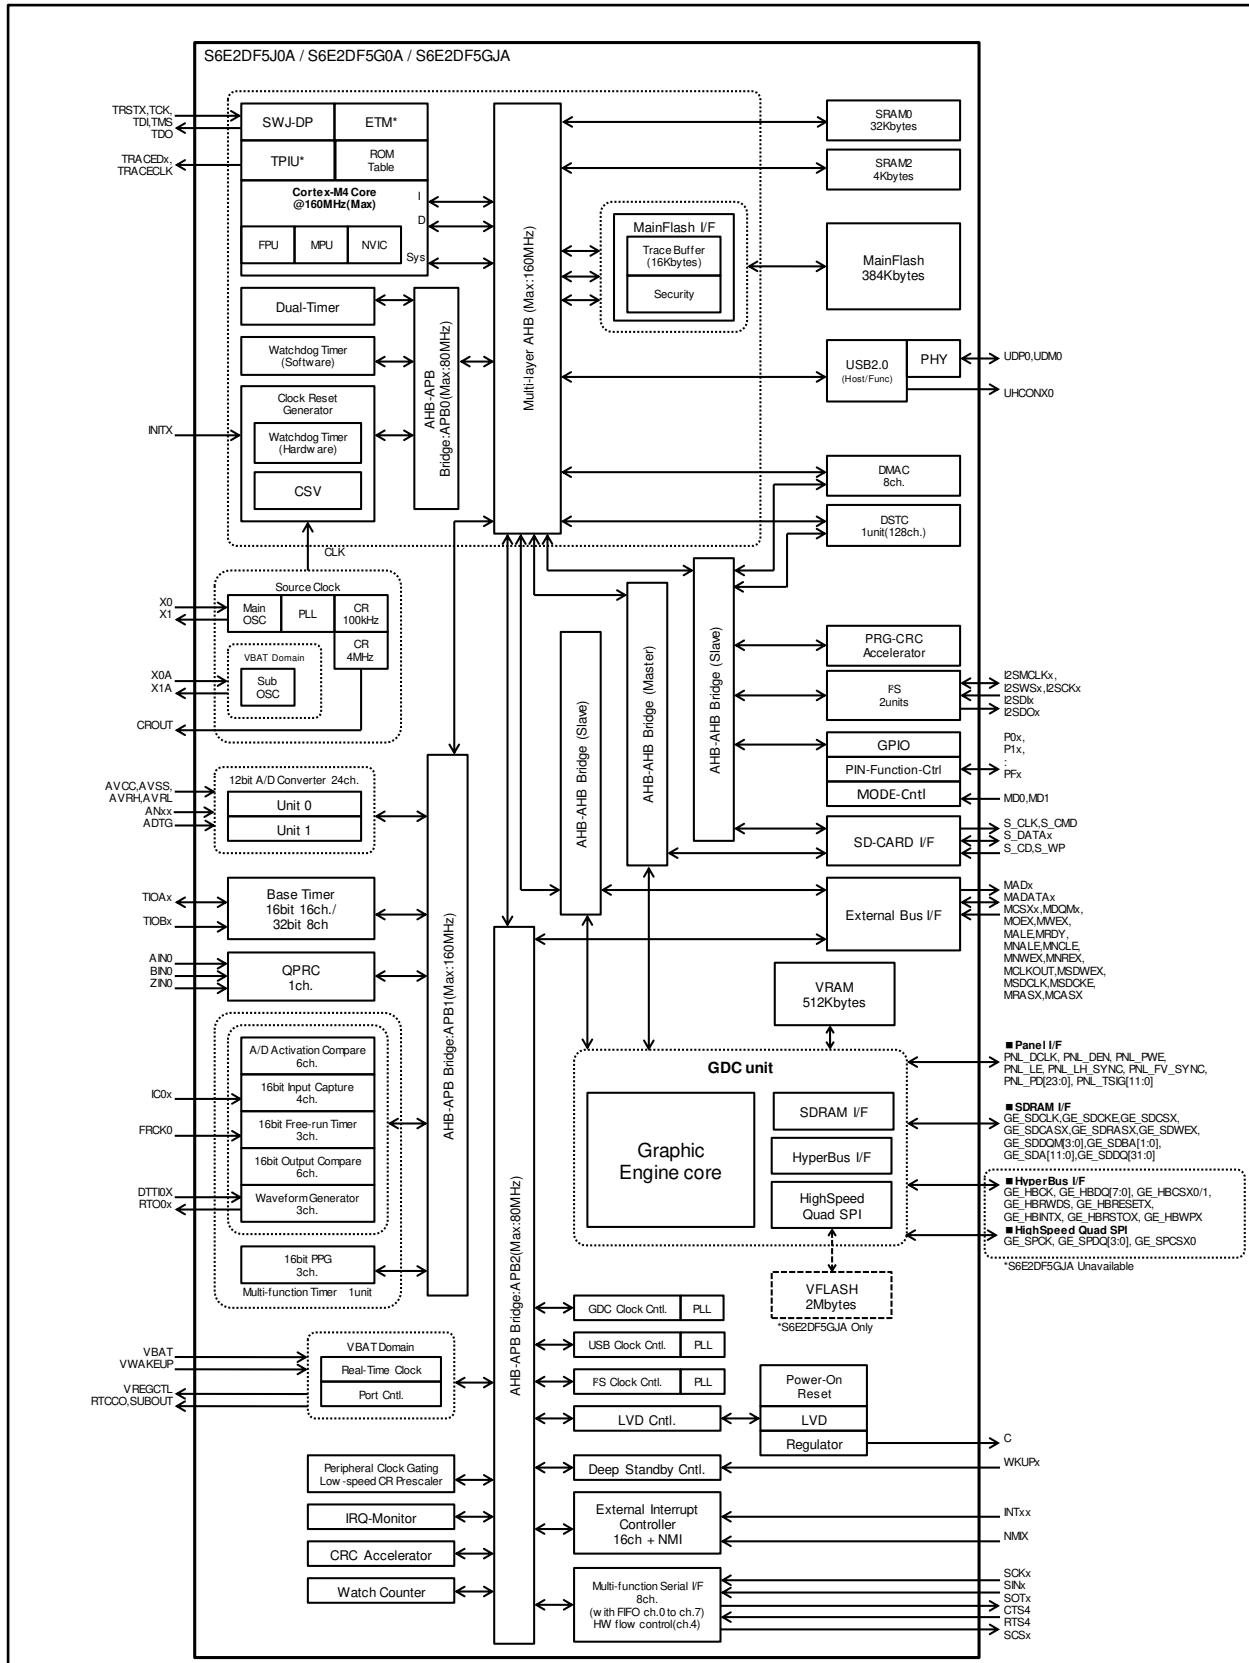 S6E2DF5J0A / S6E2DF5G0A / S6E2DF5GJA
TRSTX,TCK,
TDI,TMS
TDO
TRACEDx,
TRACECLK
SWJ-DP
ETM*
TPIU*
ROM
Table
Cortex-M4 Core
@160MHz(Max)
I
D
Sys
FPU
MPU
NVIC
Dual-Timer
Watchdog Timer
(Software)
Clock Reset
Generator
Watchdog Timer
(Hardware)
CSV
INITX
CLK
AHB-APB
Bridge:APB0(Max:80MHz)
Multi-layer AHB (Max:160MHz)
MainFlash I/F
Trace Buffer
(16Kbytes)
Security
SRAM0
32Kbytes
SRAM2
4Kbytes
MainFlash
384Kbytes
USB2.0
(Host/Func)
PHY
UDP0,UDM0
UHCONX0
DMAC
8ch.
DSTC
1unit(128ch.)
Source Clock
Main
OSC
PLL
CR
100kHz
CR
4MHz
VBAT Domain
Sub
OSC
X0
X1
X0A
X1A
CROUT
AHB-AHB Bridge (Slave)
AHB-AHB Bridge (Master)
AHB-AHB Bridge (Slave)
PRG-CRC
Accelerator
I²S
2units
I2SMCLKx,
I2SWSx,I2SCKx
I2SDIx
I2SDOx
GPIO
PIN-Function-Ctrl
MODE-Cntl
P0x,
P1x,
:
PFx
MD0,MD1
SD-CARD I/F
S_CLK,S_CMD
S_DATAx
S_CD,S_WP
External Bus I/F
MADx
MADATAx
MCSXx,MDQMx,
MOEX,MWEX,
MALE,MRDY,
MNALE,MNCLE,
MNWEX,MNREX,
MCLKOUT,MSDWEX,
MSDCLK,MSDCKE,
MRASX,MCASX
AVCC,AVSS,
AVRH,AVRL
ANxx
ADTG
12bit A/D Converter 24ch.
Unit 0
Unit 1
TIOAx
TIOBx
Base Timer
16bit 16ch./
32bit 8ch
AIN0
BIN0
ZIN0
QPRC
1ch.
AHB-APB Bridge:APB1(Max:160MHz)
A/D Activation Compare
6ch.
16bit Input Capture
4ch.
16bit Free-run Timer
3ch.
16bit Output Compare
6ch.
Waveform Generator
3ch.
16bit PPG
3ch.
Multi-function Timer 1unit
IC0x
FRCK0
DTTI0X
RTO0x
VRAM
512Kbytes
GDC unit
Graphic
Engine core
SDRAM I/F
HyperBus I/F
HighSpeed
Quad SPI
VFLASH
2Mbytes
*S6E2DF5GJA Only
■ Panel I/F
PNL_DCLK, PNL_DEN, PNL_PWE,
PNL_LE, PNL_LH_SYNC, PNL_FV_SYNC,
PNL_PD[23:0], PNL_TSIG[11:0]
■ SDRAM I/F
GE_SDCLK,GE_SDCKE,GE_SDCSX,
GE_SDCASX,GE_SDRASX,GE_SDWEX,
GE_SDDQM[3:0],GE_SDBA[1:0],
GE_SDA[11:0],GE_SDDQ[31:0]
■ HyperBus I/F
GE_HBCK, GE_HBDQ[7:0], GE_HBCSX0/1,
GE_HBRWDS, GE_HBRESETX,
GE_HBINTX, GE_HBRSTOX, GE_HBWPX
■ HighSpeed Quad SPI
GE_SPCK, GE_SPDQ[3:0], GE_SPCSX0
*S6E2DF5GJA Unavailable
AHB-APB Bridge:APB2(Max:80MHz)
VBAT
VWAKEUP
VREGCTL
RTCCO,SUBOUT
VBAT Domain
Real-Time Clock
Port Cntl.
GDC Clock Cntl.
PLL
USB Clock Cntl.
PLL
I²S Clock Cntl.
PLL
LVD Cntl.
Power-On
Reset
LVD
Regulator
C
Deep Standby Cntl.
WKUPx
Peripheral Clock Gating
Low-speed CR Prescaler
IRQ-Monitor
CRC Accelerator
Watch Counter
External Interrupt
Controller
16ch + NMI
INTxx
NMIX
Multi-function Serial I/F
8ch.
(with FIFO ch.0 to ch.7)
HW flow control(ch.4)
SCKx
SINx
SOTx
CTS4
RTS4
SCSx